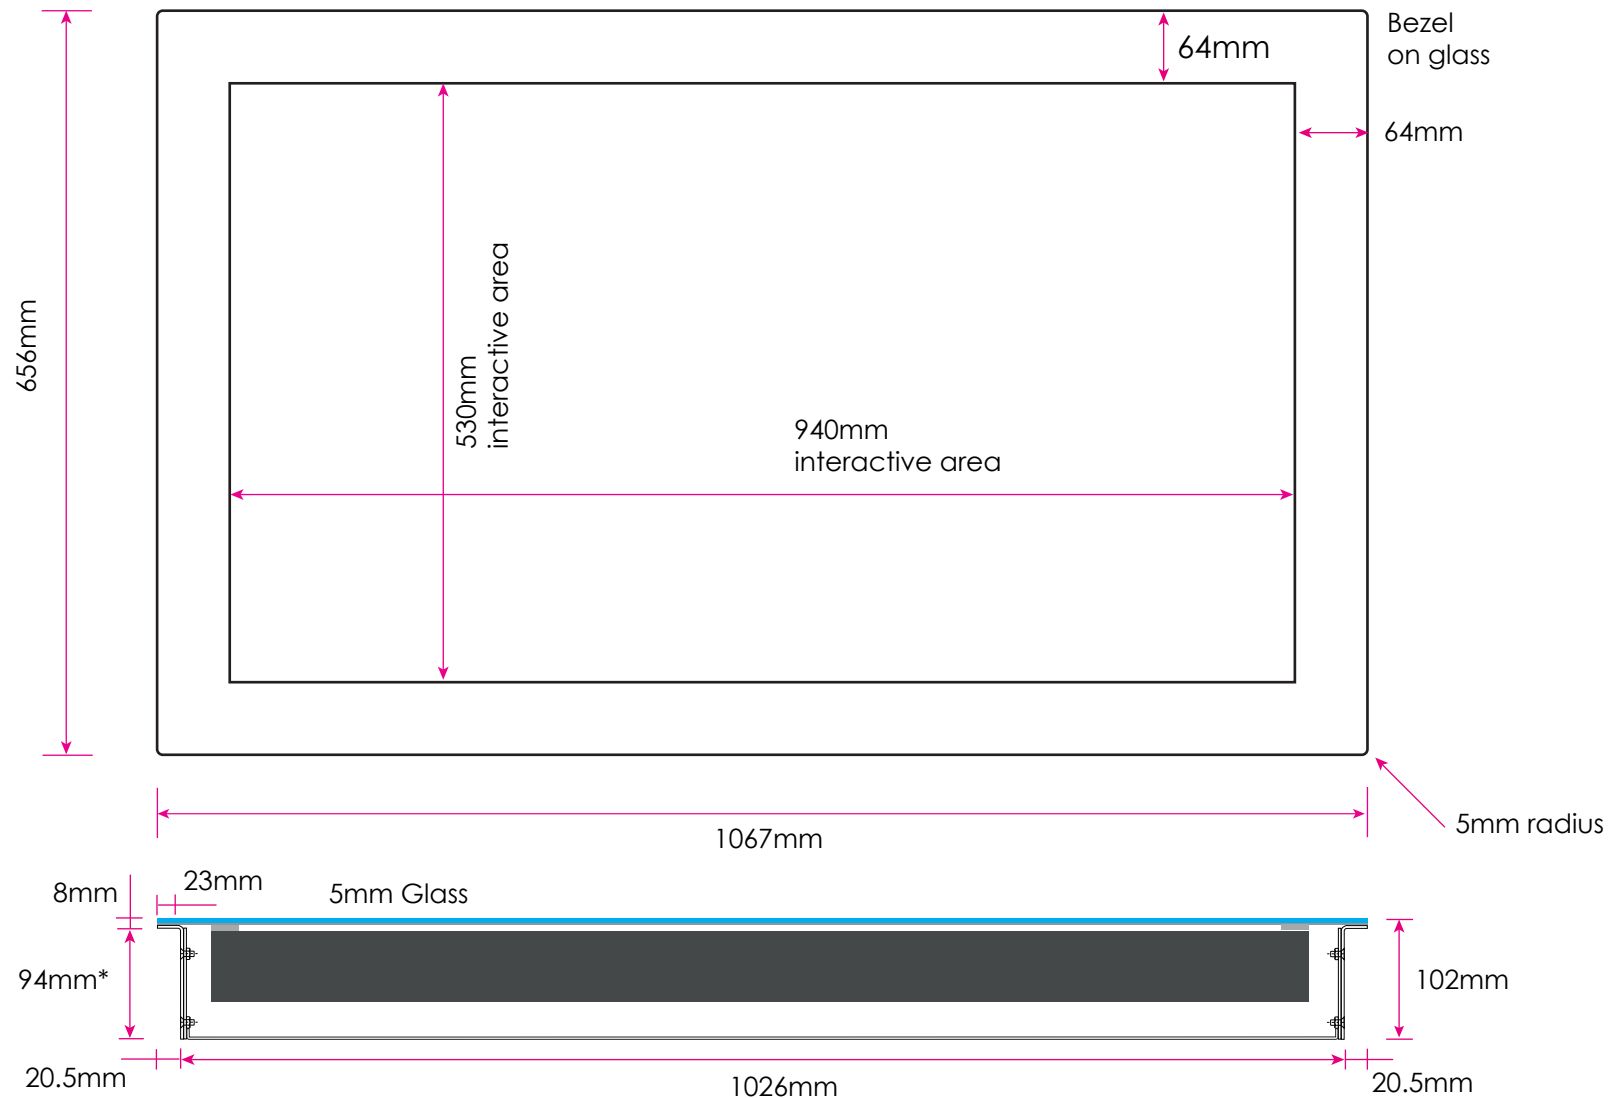 Bezel
on glass
64mm
64mm
656mm
530mm
interactive area
940mm
interactive area
1067mm
5mm radius
8mm
23mm
5mm Glass
94mm*
102mm
20.5mm
1026mm
20.5mm